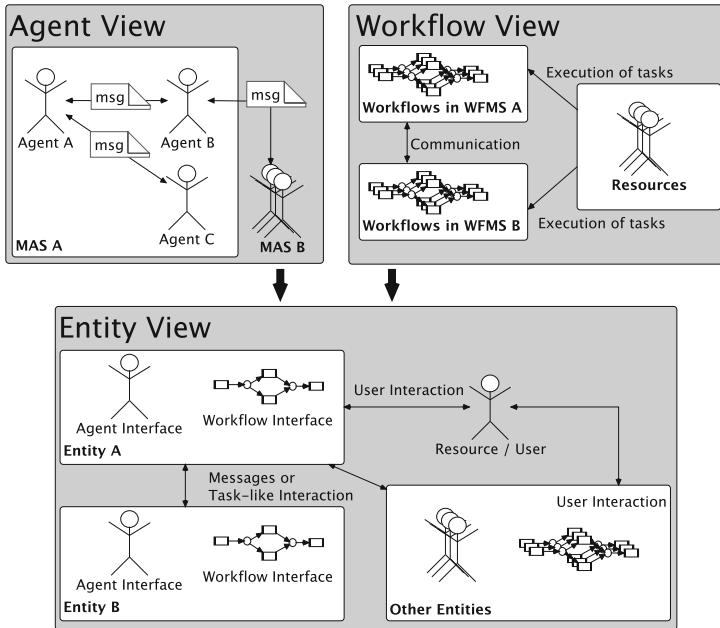 Agent View
msg
msg
msg
Agent A
Agent B
Agent C
MAS A
MAS B
Workflow View
Workflows in WFMS A
Execution of tasks
Communication
Resources
Workflows in WFMS B
Execution of tasks
Entity View
Agent Interface
Workflow Interface
Entity A
User Interaction
Resource / User
Messages or
Task-like Interaction
User Interaction
Agent Interface
Workflow Interface
Entity B
Other Entities